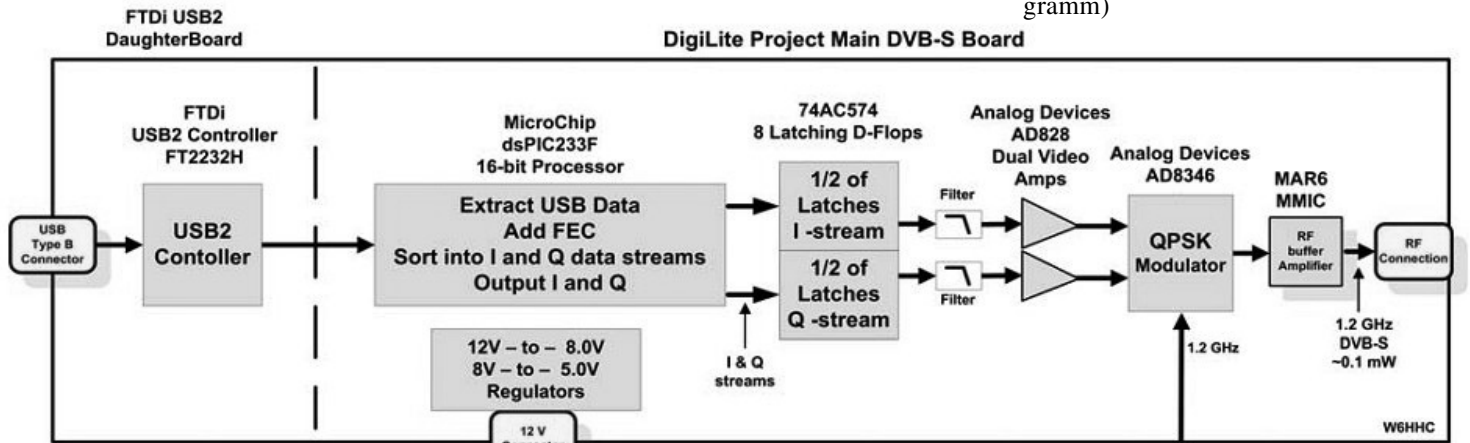 gramm)
FTDi USB2
DaughterBoard
DigiLite Project Main DVB-S Board
FTDi
USB2 Controller
FT2232H
MicroChip
dsPIC233F
16-bit Processor
74AC574
8 Latching D-Flops
Analog Devices
AD828
Dual Video
Amps
Analog Devices
AD8346
MAR6
MMIC
USB
Type B
Connector
USB2
Contoller
Extract USB Data
Add FEC
Sort into I and Q data streams
Output I and Q
1/2 of
Latches
I -stream
1/2 of
Latches
Q -stream
Filter
Filter
QPSK
Modulator
RF
buffer
Amplifier
RF
Connection
12V – to – 8.0V
8V – to – 5.0V
Regulators
I & Q
streams
1.2 GHz
1.2 GHz
DVB-S
~0.1 mW
12 V
W6HHC